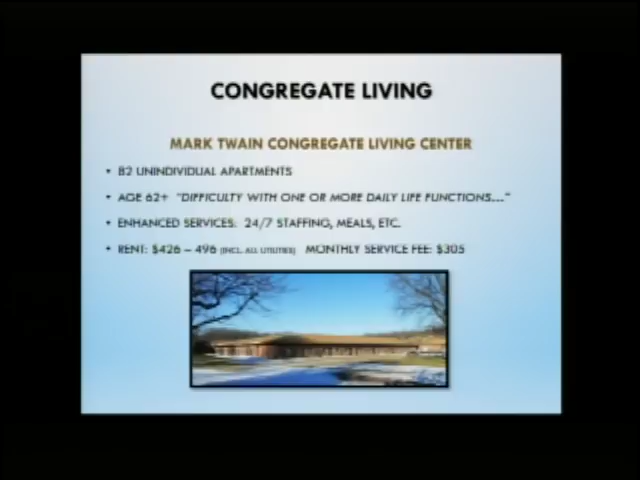 CONGREGATE LIVING
MARK TWAIN CONGREGATE LIVING CENTER
• 82 UNINDIVIDUAL APARTMENTS
• AGE 62+ "DIFFICULTY WITH ONE OR MORE DAILY LIFE FUNCTIONS…"
• ENHANCED SERVICES: 24/7 STAFFING, MEALS, ETC.
• RENT: $426 – 496 (INCL. ALL UTILITIES) MONTHLY SERVICE FEE: $305